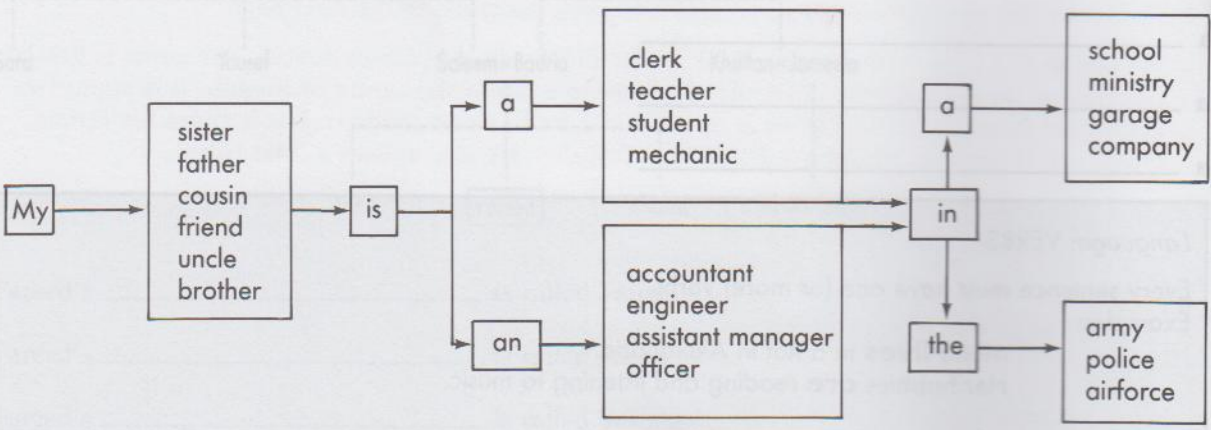 My
sister
father
cousin
friend
uncle
brother
is
a
clerk
teacher
student
mechanic
an
accountant
engineer
assistant manager
officer
in
a
school
ministry
garage
company
the
army
police
airforce